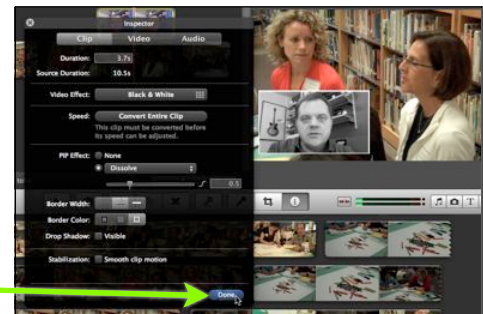 Inspector
Clip Video Audio
Duration: 3.7s
Source Duration: 10.5s
Video Effect: Black & White
Speed: Convert Entire Clip
This clip must be converted before
its speed can be adjusted.
PIP Effect: None
Dissolve
0.5
Border Width:
Border Color:
Drop Shadow: Visible
Stabilization: Smooth clip motion
Done
T